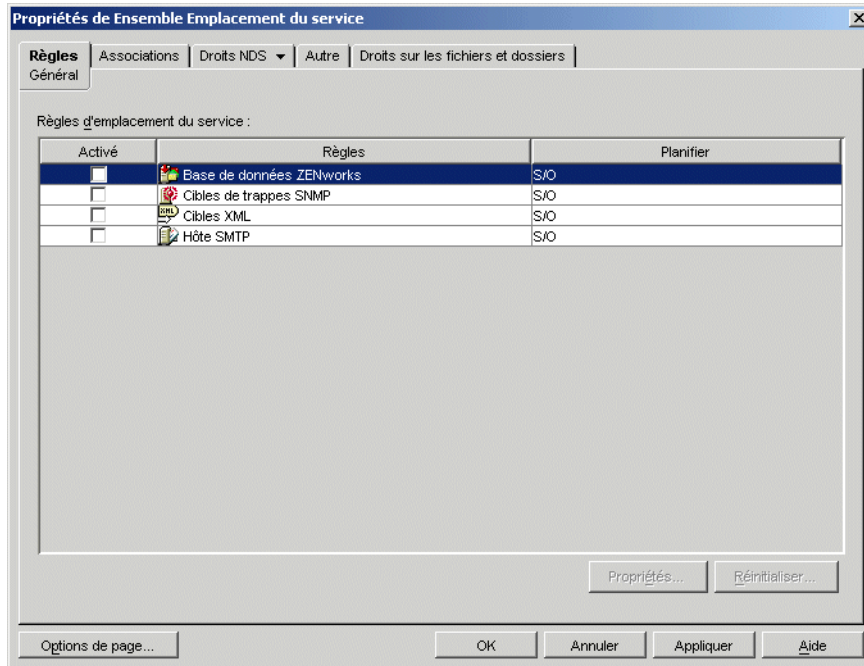 Propriétés de Ensemble Emplacement du service
Règles Associations Droits NDS Autre Droits sur les fichiers et dossiers
Général
Règles d'emplacement du service :
Activé Règles Planifier
Base de données ZENworks S/O
Cibles de trappes SNMP S/O
XML Cibles XML S/O
Hôte SMTP S/O
Propriétés... Réinitialiser...
Options de page... OK Annuler Appliquer Aide